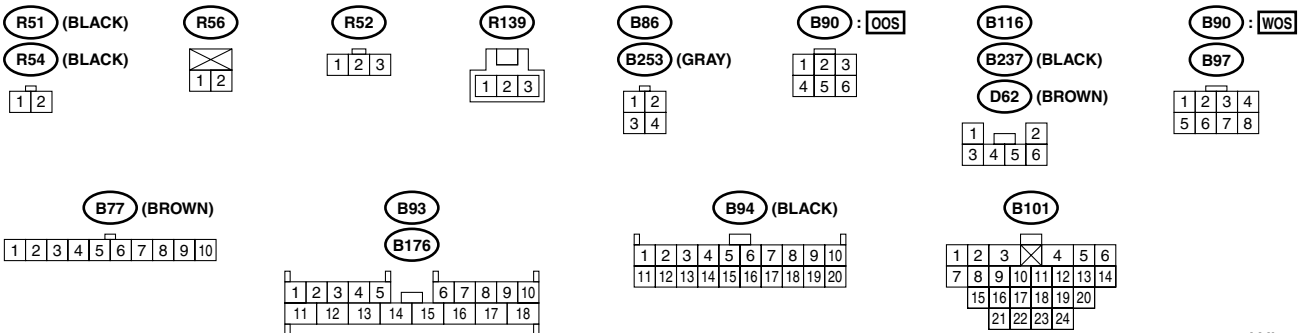 R51 (BLACK)
R54 (BLACK)
1 2
R56
1 2
R52
1 2 3
R139
1 2 3
B86
B253 (GRAY)
1 2
3 4
B90 : OOS
1 2 3
4 5 6
B116
B237 (BLACK)
D62 (BROWN)
1 2
3 4 5 6
B90 : WOS
B97
1 2 3 4
5 6 7 8
B77 (BROWN)
1 2 3 4 5 6 7 8 9 10
B93
B176
1 2 3 4 5 6 7 8 9 10
11 12 13 14 15 16 17 18
B94 (BLACK)
1 2 3 4 5 6 7 8 9 10
11 12 13 14 15 16 17 18 19 20
B101
1 2 3 4 5 6
7 8 9 10 11 12 13 14
15 16 17 18 19 20
21 22 23 24